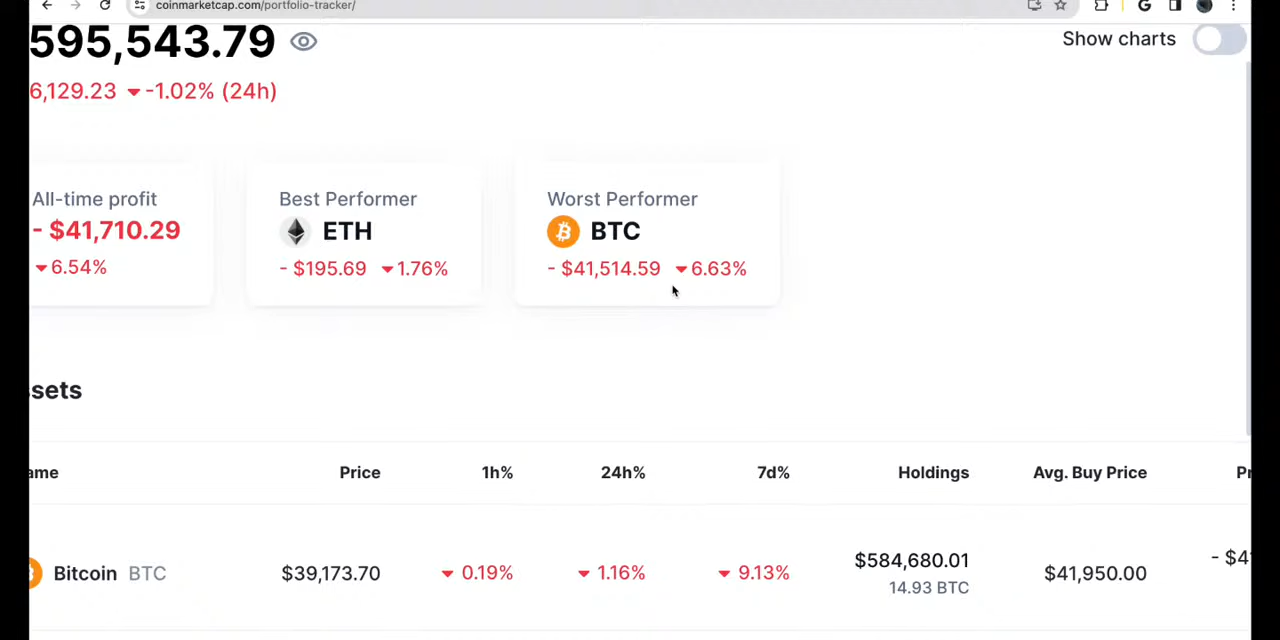 coinmarketcap.com/portfolio-tracker/
595,543.79
Show charts
6,129.23 -1.02% (24h)
All-time profit
- $41,710.29
6.54%
Best Performer
ETH
- $195.69 1.76%
Worst Performer
BTC
- $41,514.59 6.63%
ssets
ame Price 1h% 24h% 7d% Holdings Avg. Buy Price Pr
Bitcoin BTC $39,173.70 0.19% 1.16% 9.13% $584,680.01 $41,950.00 - $4
14.93 BTC